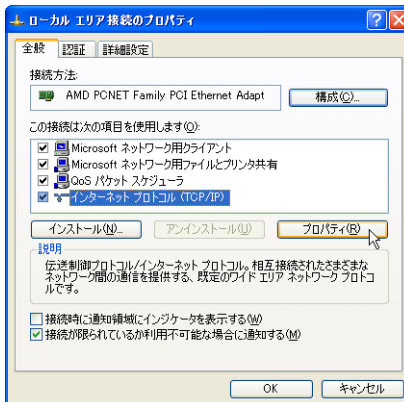 ローカル エリア接続のプロパティ
全般
認証
詳細設定
接続方法:
AMD PCNET Family PCI Ethernet Adapt
構成(C)...
この接続は次の項目を使用します(O):
Microsoft ネットワーク用クライアント
Microsoft ネットワーク用ファイルとプリンタ共有
QoS パケット スケジューラ
インターネット プロトコル (TCP/IP)
インストール(N)...
アンインストール(U)
プロパティ(R)
説明
伝送制御プロトコル/インターネット プロトコル。相互接続されたさまざまな
ネットワーク間の通信を提供する、既定のワイド エリア ネットワーク プロトコ
ルです。
接続時に通知領域にインジケータを表示する(W)
接続が限られているか利用不可能な場合に通知する(M)
OK
キャンセル